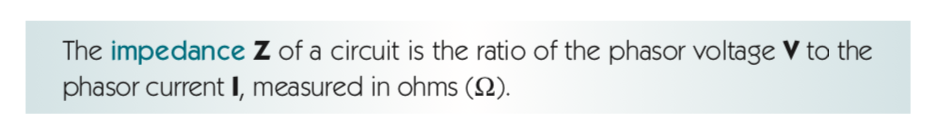 The impedance Z of a circuit is the ratio of the phasor voltage V to the
phasor current I, measured in ohms (Ω).